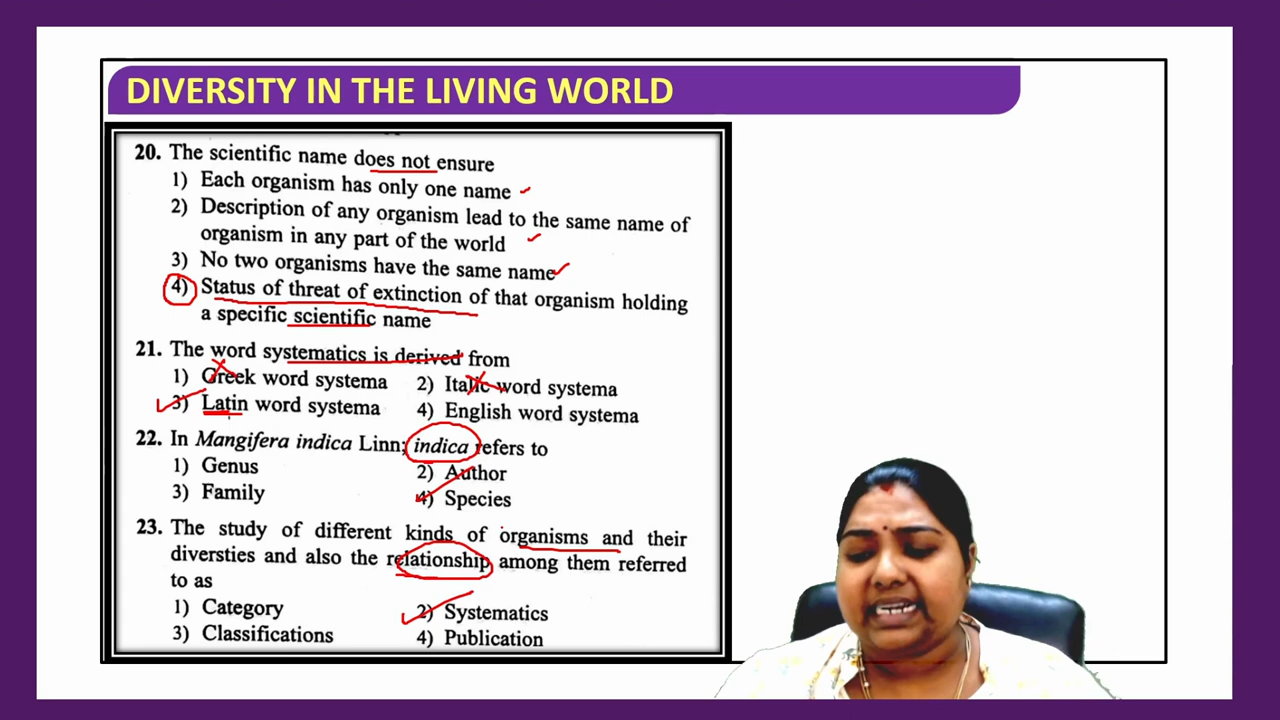 DIVERSITY IN THE LIVING WORLD
20. The scientific name does not ensure
1) Each organism has only one name
2) Description of any organism lead to the same name of
organism in any part of the world
3) No two organisms have the same name
4) Status of threat of extinction of that organism holding
a specific scientific name
21. The word systematics is derived from
1) Greek word systema 2) Italic word systema
3) Latin word systema 4) English word systema
22. In Mangifera indica Linn; indica refers to
1) Genus 2) Author
3) Family 4) Species
23. The study of different kinds of organisms and their
diversties and also the relationship among them referred
to as
1) Category 2) Systematics
3) Classifications 4) Publication